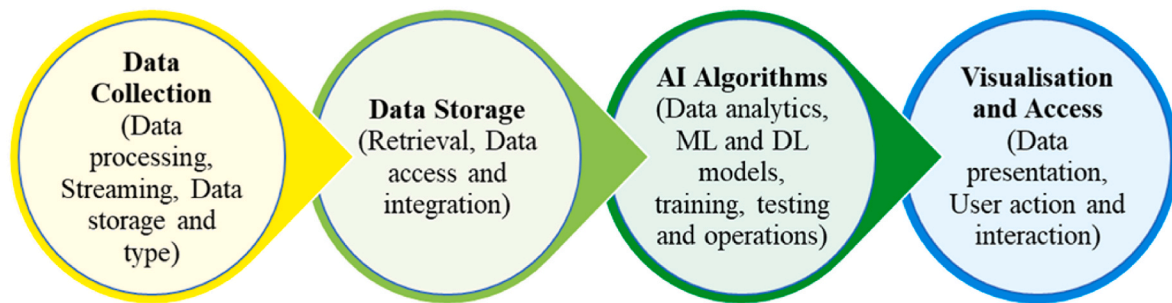 Data
Collection
(Data
processing,
Streaming, Data
storage and
type)
Data Storage
(Retrieval, Data
access and
integration)
AI Algorithms
(Data analytics,
ML and DL
models,
training, testing
and operations)
Visualisation
and Access
(Data
presentation,
User action and
interaction)